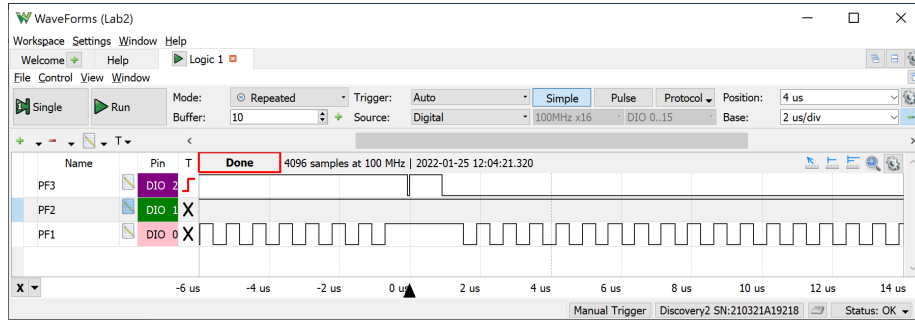 WaveForms (Lab2)
Workspace Settings Window Help
Welcome Help Logic 1
File Control View Window
Single Run Mode: Repeated Trigger: Auto Simple Pulse Protocol Position: 4 us
Buffer: 10 Source: Digital 100MHz x16 DIO 0..15 Base: 2 us/div
T
Name Pin T Done 4096 samples at 100 MHz | 2022-01-25 12:04:21.320
PF3 DIO 2
PF2 DIO 1 X
PF1 DIO 0 X
X -6 us -4 us -2 us 0 us 2 us 4 us 6 us 8 us 10 us 12 us 14 us
Manual Trigger Discovery2 SN:210321A19218 Status: OK